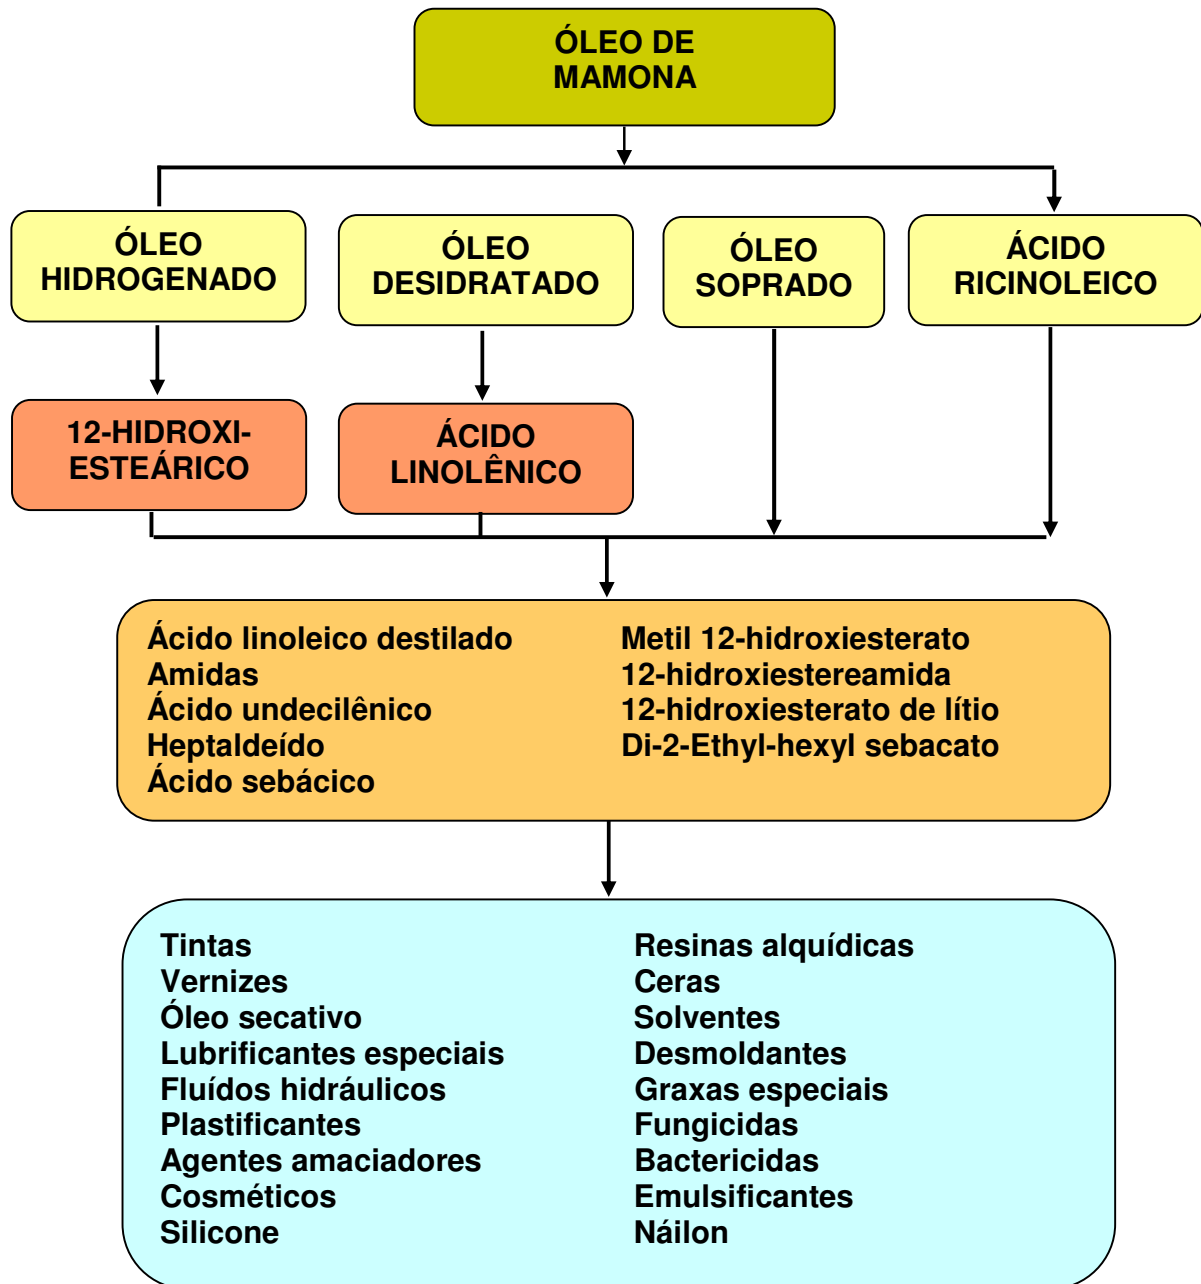 ÓLEO DE
MAMONA
ÓLEO
HIDROGENADO
ÓLEO
DESIDRATADO
ÓLEO
SOPRADO
ÁCIDO
RICINOLEICO
12-HIDROXI-
ESTEÁRICO
ÁCIDO
LINOLÊNICO
Ácido linoleico destilado
Amidas
Ácido undecilênico
Heptaldeído
Ácido sebácico
Metil 12-hidroxiesterato
12-hidroxiestereamida
12-hidroxiesterato de lítio
Di-2-Ethyl-hexyl sebacato
Tintas
Vernizes
Óleo secativo
Lubrificantes especiais
Fluídos hidráulicos
Plastificantes
Agentes amaciadores
Cosméticos
Silicone
Resinas alquídicas
Ceras
Solventes
Desmoldantes
Graxas especiais
Fungicidas
Bactericidas
Emulsificantes
Náilon